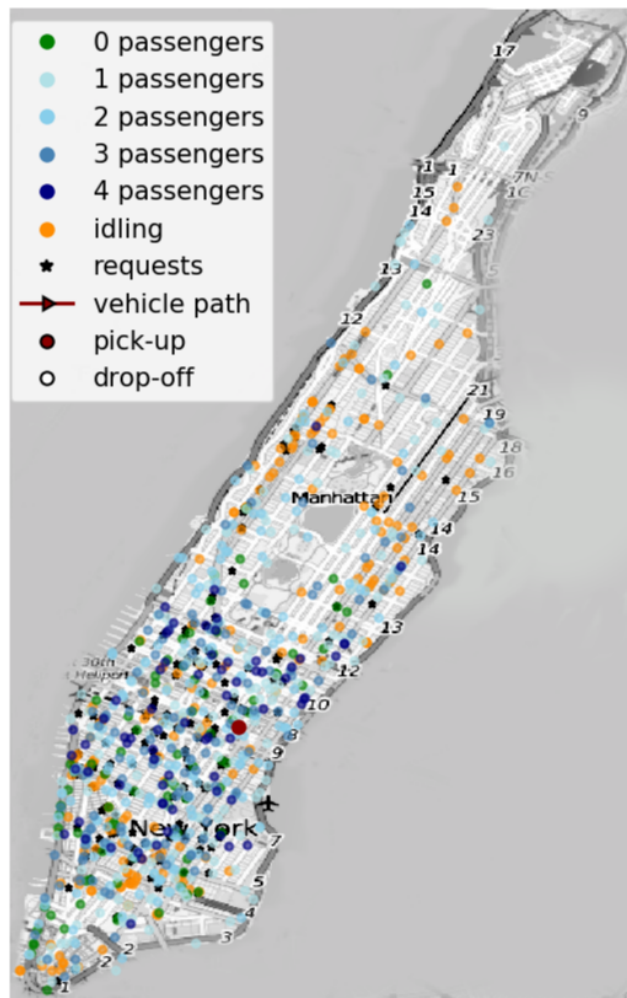 0 passengers
1 passengers
2 passengers
3 passengers
4 passengers
idling
requests
vehicle path
pick-up
drop-off
17
9
1 1
7N-S
15
1C
14
23
13
5
12
21
19
18
16
Manhattan
15
14
14
13
30th
Heliport
12
10
8
9
New York
7
5
4
3
2
2
1